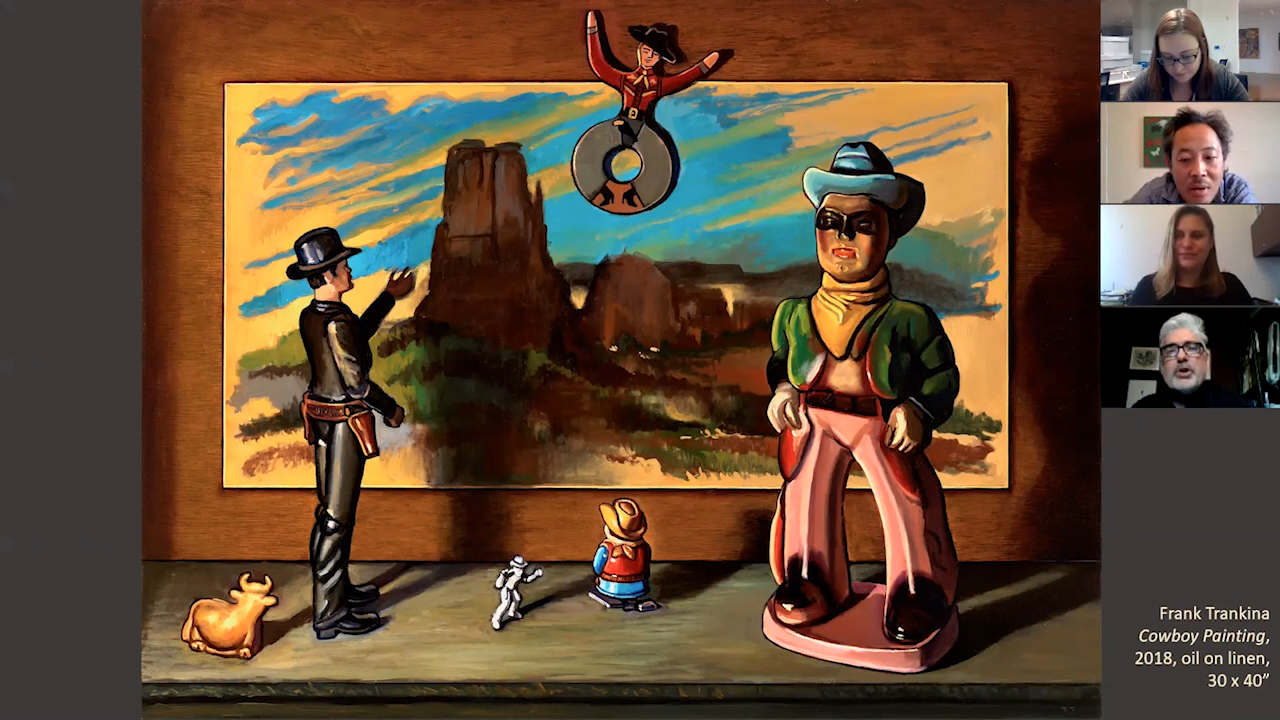 Frank Trankina
Cowboy Painting,
2018, oil on linen,
30 x 40”